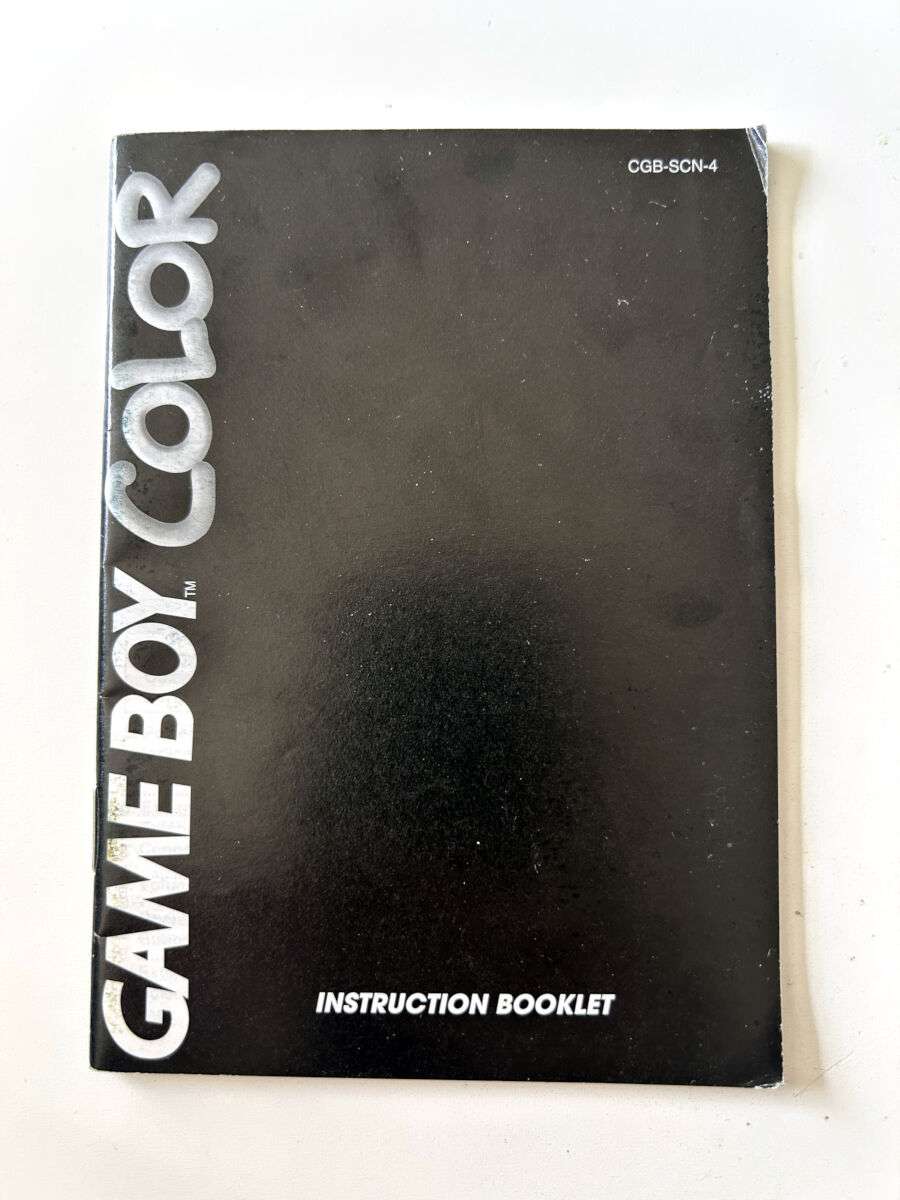 CGB-SCN-4
GAME BOY™ COLOR
INSTRUCTION BOOKLET